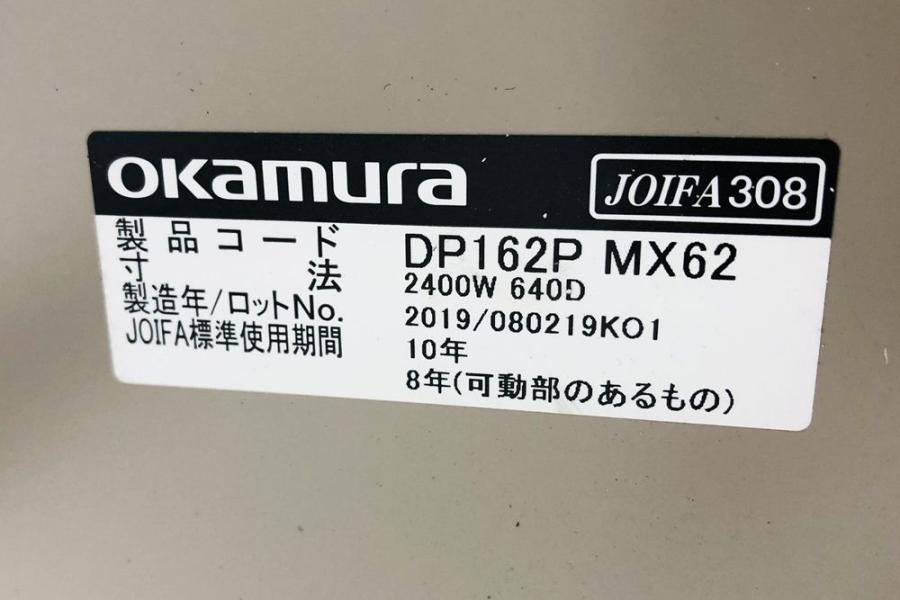 okamura
JOIFA308
製品コード DP162P MX62
寸法 2400W 640D
製造年/ロットNo. 2019/080219K01
JOIFA標準使用期間 10年
8年(可動部のあるもの)